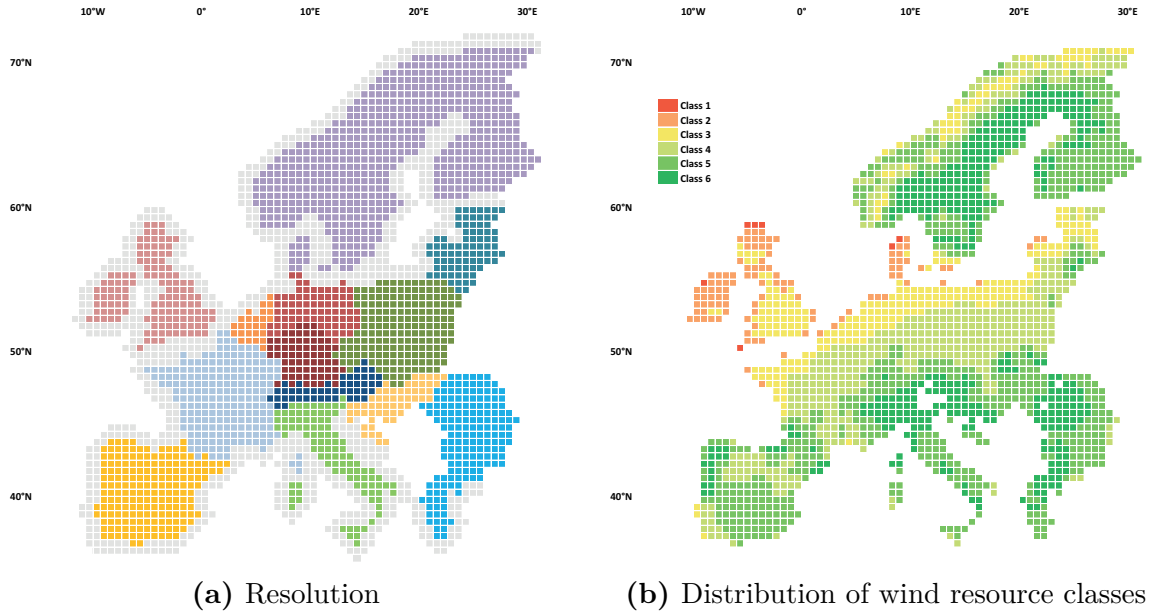 10°W 0° 10°E 20°E 30°E
10°W 0° 10°E 20°E 30°E
70°N
60°N
50°N
40°N
70°N
60°N
50°N
40°N
Class 1
Class 2
Class 3
Class 4
Class 5
Class 6
(a) Resolution
(b) Distribution of wind resource classes